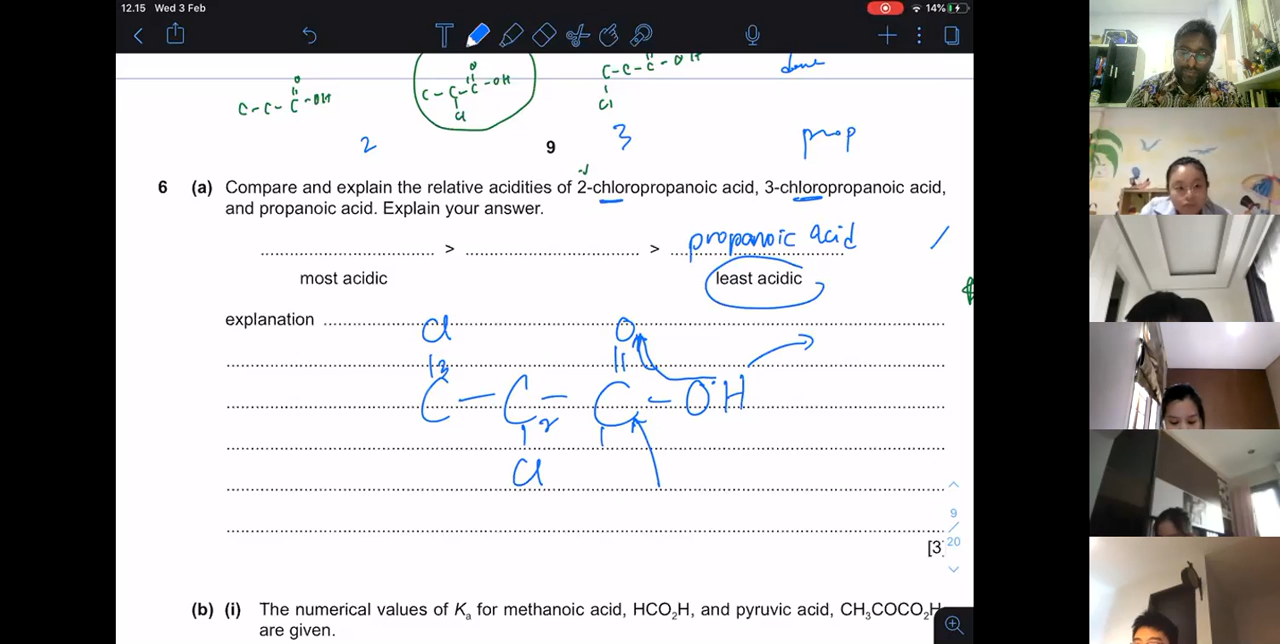 12.15 Wed 3 Feb
14%
T
C-C-C-OH
O
C-C-C-OH
O
Cl
C-C-C-OH
Cl
done
2
9
3
prop
6 (a) Compare and explain the relative acidities of 2-chloropropanoic acid, 3-chloropropanoic acid,
and propanoic acid. Explain your answer.
.......... > .......... > propanoic acid
most acidic least acidic
explanation
Cl O
3
C-C-C-OH
2
Cl
[3]
9
/
20
(b) (i) The numerical values of Ka for methanoic acid, HCO₂H, and pyruvic acid, CH₃COCO₂H
are given.